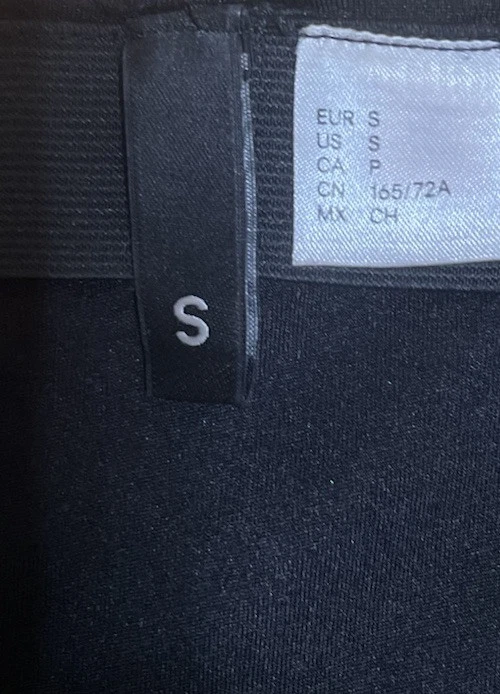 S
EUR S
US S
CA P
CN 165/72A
MX CH